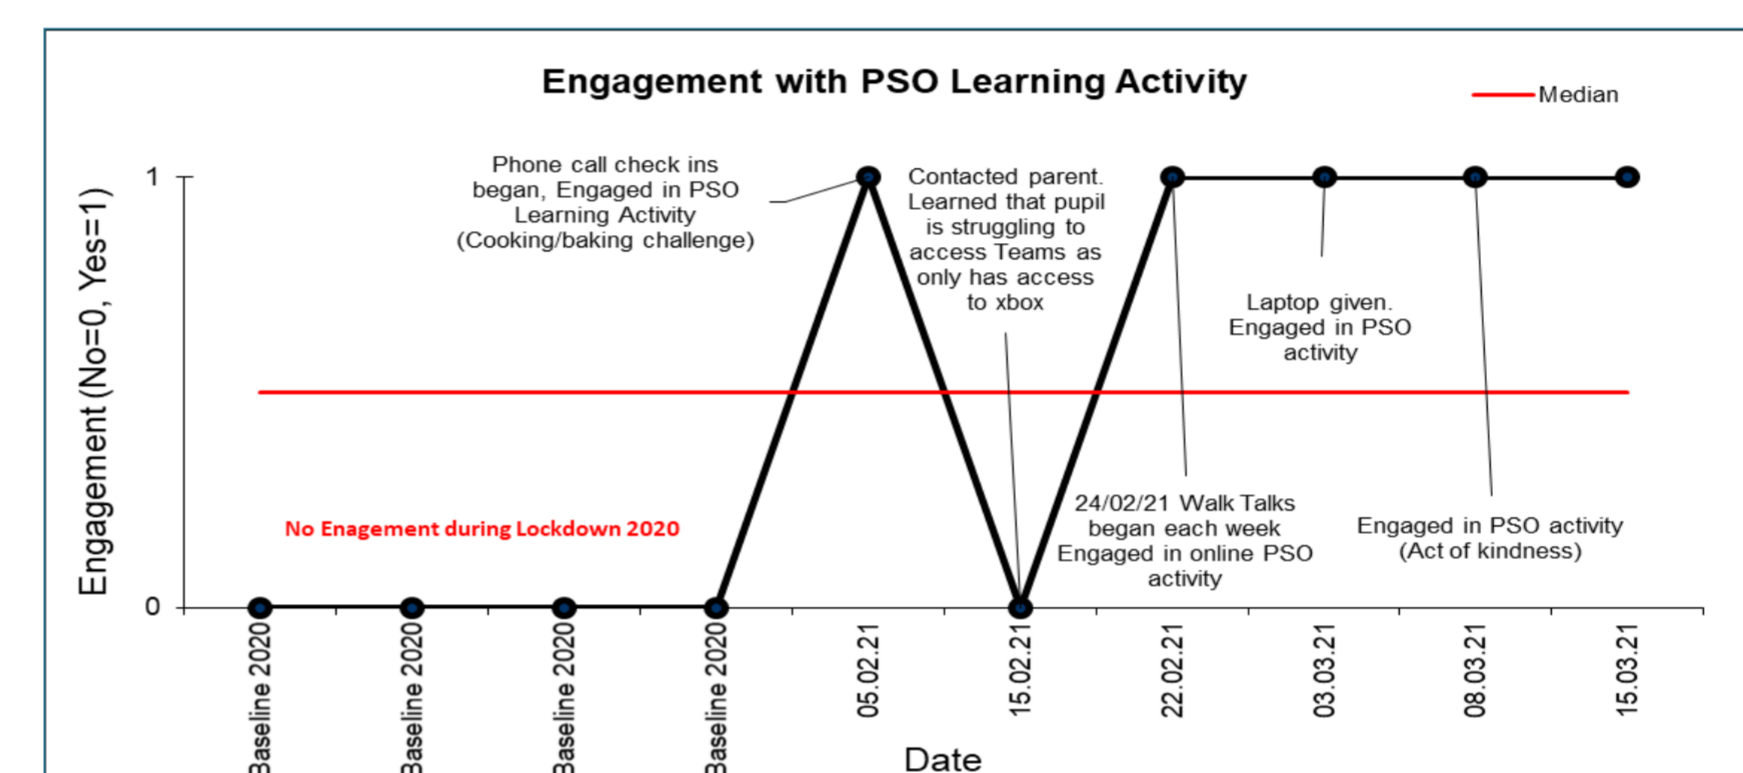 Engagement with PSO Learning Activity
Median
Phone call check ins
began, Engaged in PSO
Learning Activity
(Cooking/baking challenge)
Contacted parent.
Learned that pupil
is struggling to
access Teams as
only has access
to xbox
Laptop given.
Engaged in PSO
activity
24/02/21 Walk Talks
began each week
Engaged in online PSO
activity
Engaged in PSO activity
(Act of kindness)
No Enagement during Lockdown 2020
Engagement (No=0, Yes=1)
1
0
Baseline 2020
Baseline 2020
Baseline 2020
Baseline 2020
05.02.21
15.02.21
22.02.21
03.03.21
08.03.21
15.03.21
Date